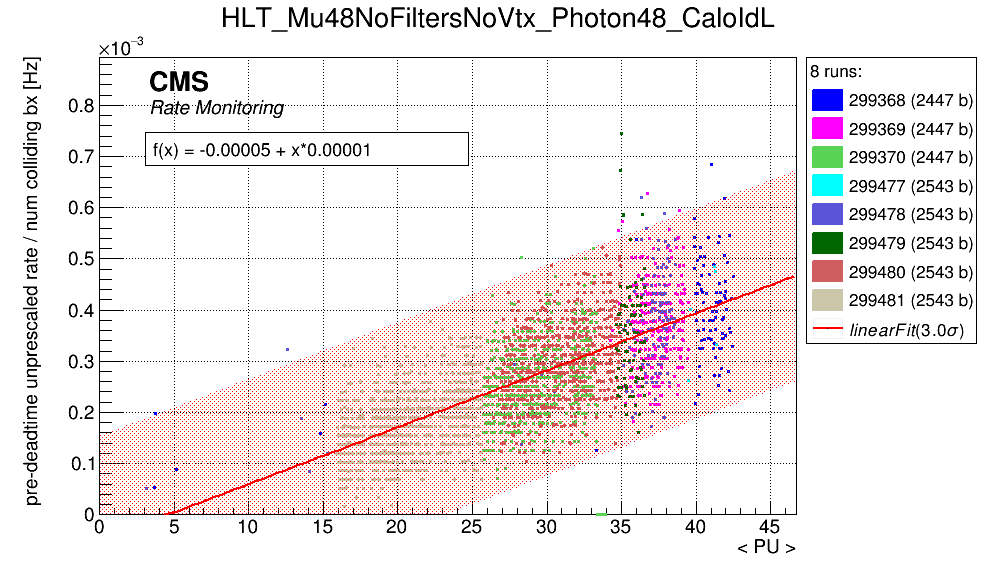 HLT_Mu48NoFiltersNoVtx_Photon48_CaloIdL
×10⁻³
pre-deadtime unprescaled rate / num colliding bx [Hz]
CMS
Rate Monitoring
f(x) = -0.00005 + x*0.00001
0.8
0.7
0.6
0.5
0.4
0.3
0.2
0.1
0
0 5 10 15 20 25 30 35 40 45
< PU >
8 runs:
299368 (2447 b)
299369 (2447 b)
299370 (2447 b)
299477 (2543 b)
299478 (2543 b)
299479 (2543 b)
299480 (2543 b)
299481 (2543 b)
linearFit(3.0σ)